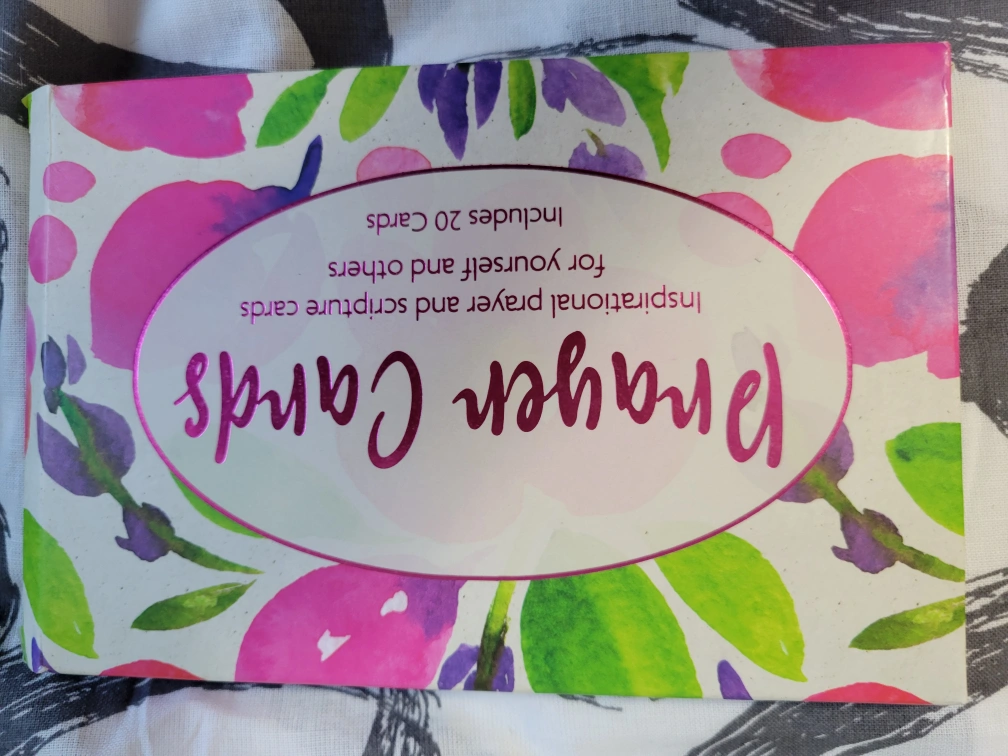 Prayer Cards
Inspirational prayer and scripture cards
for yourself and others
Includes 20 Cards